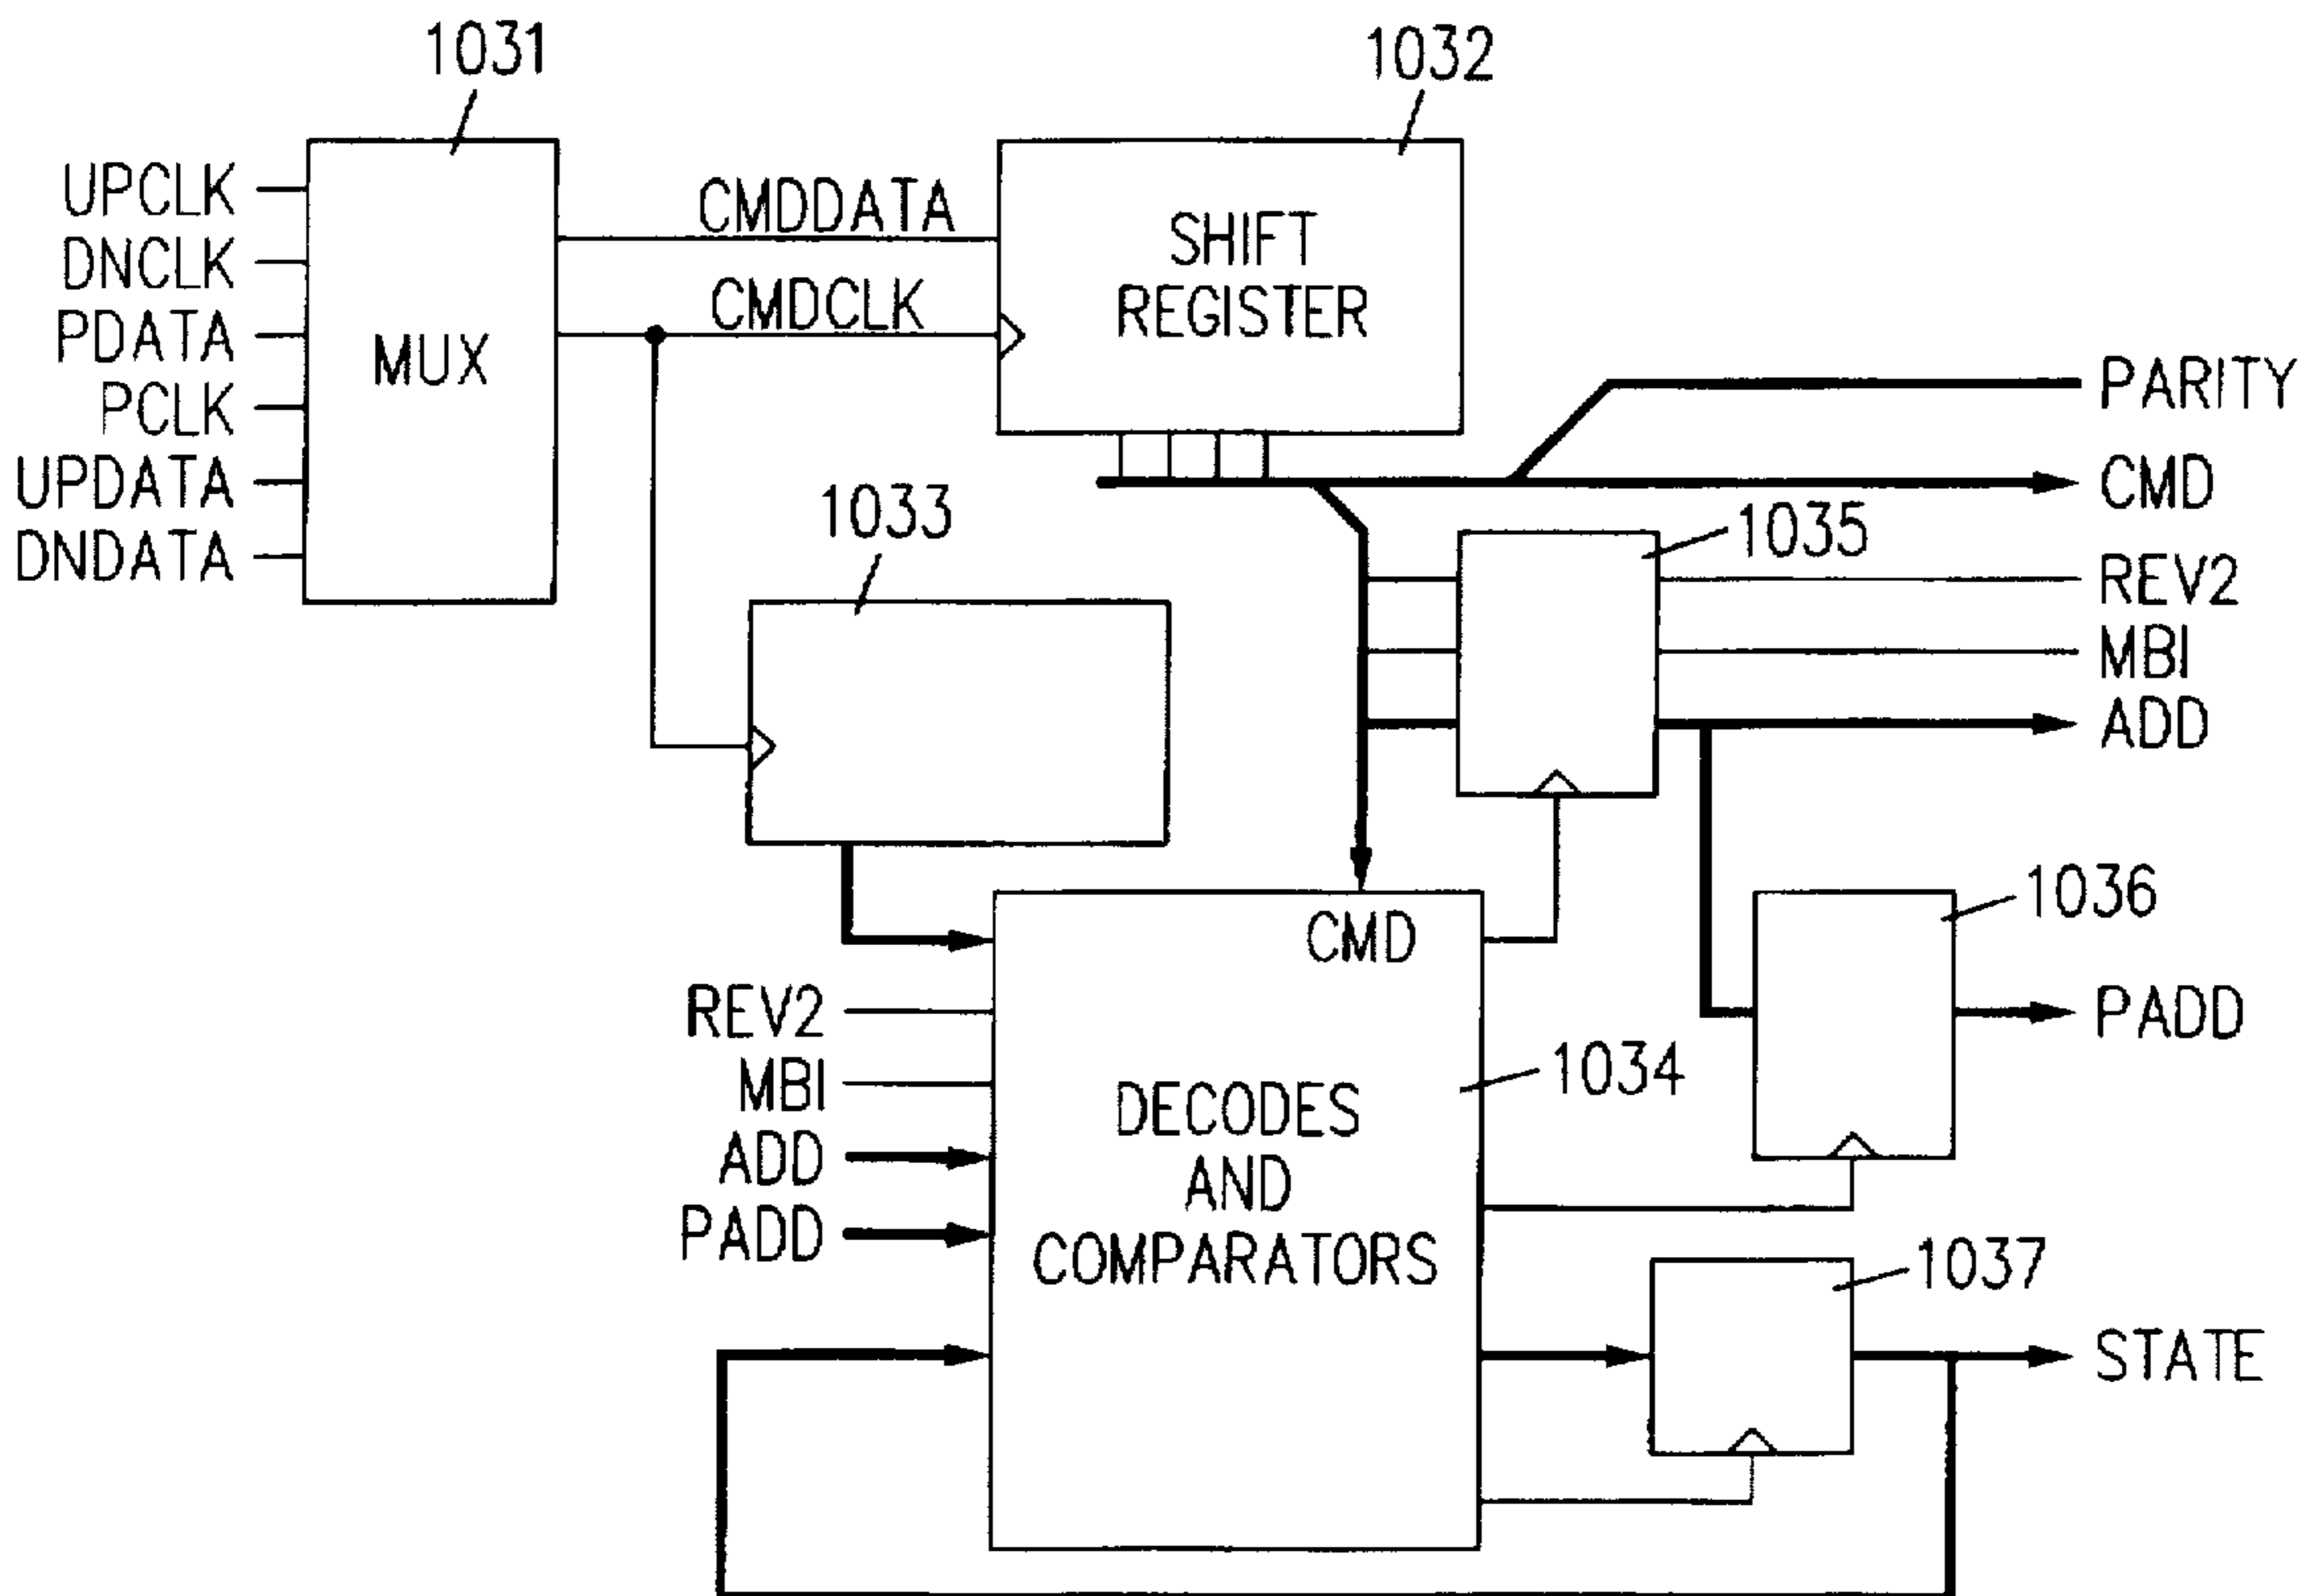 1031
1032
UPCLK
DNCLK
PDATA
PCLK
UPDATA
DNDATA
MUX
CMDDATA
CMDCLK
SHIFT
REGISTER
PARITY
CMD
1033
1035
REV2
MBI
ADD
1036
PADD
CMD
REV2
MBI
ADD
PADD
DECODES
AND
COMPARATORS
1034
1037
STATE